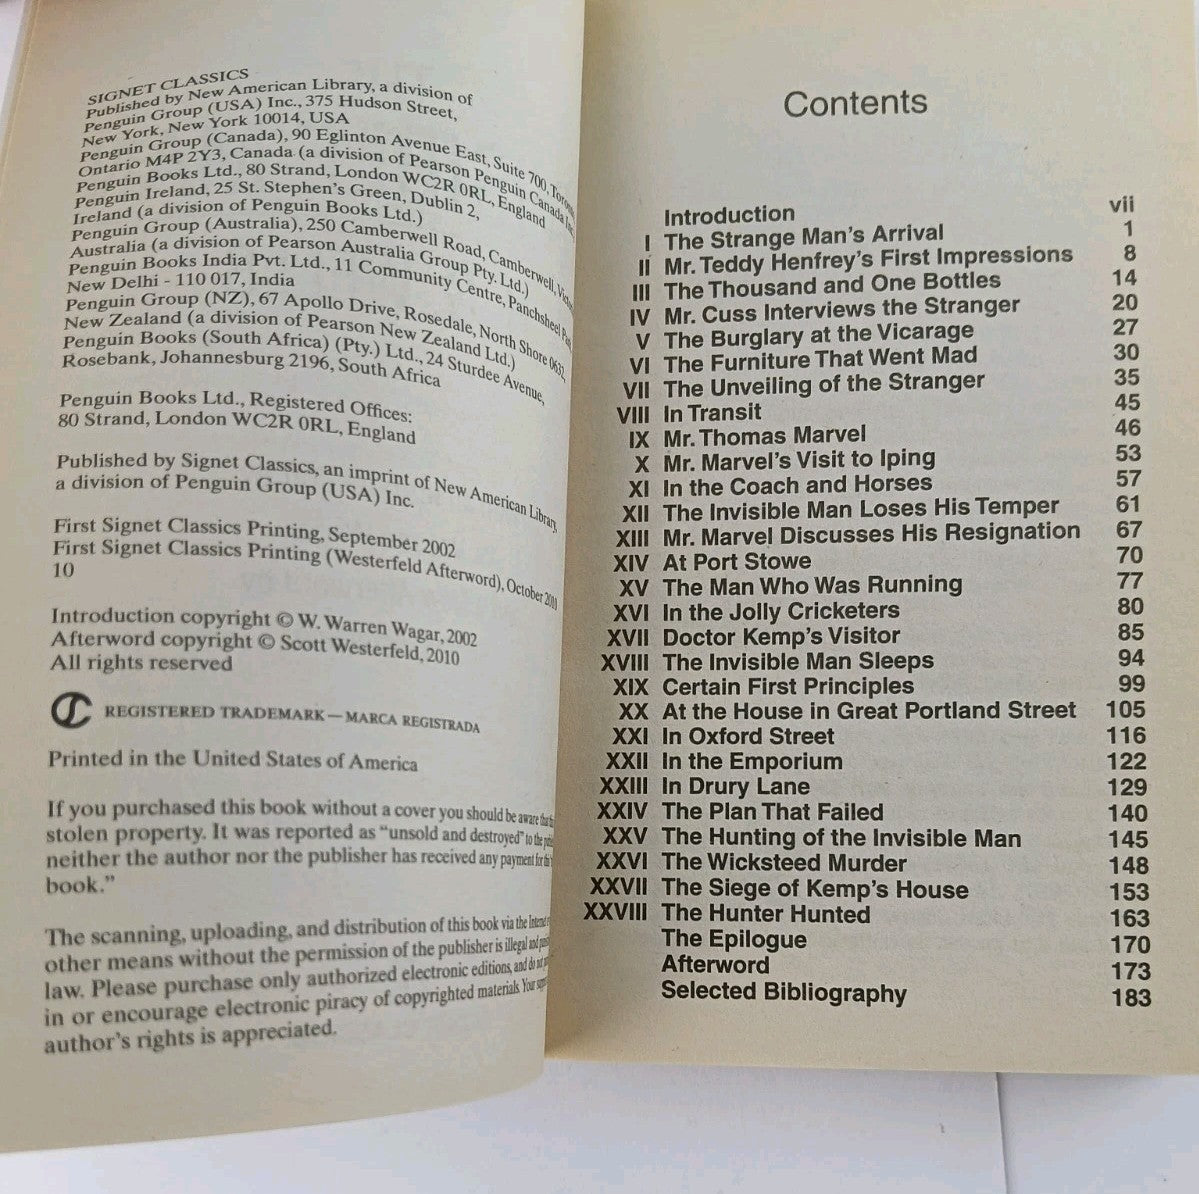 SIGNET CLASSICS
Published by New American Library, a division of
Penguin Group (USA) Inc., 375 Hudson Street,
New York, New York 10014, USA
Penguin Group (Canada), 90 Eglinton Avenue East, Suite 700, Toronto,
Ontario M4P 2Y3, Canada (a division of Pearson Penguin Canada Inc.)
Penguin Books Ltd., 80 Strand, London WC2R 0RL, England
Penguin Ireland, 25 St. Stephen's Green, Dublin 2,
Ireland (a division of Penguin Books Ltd.)
Penguin Group (Australia), 250 Camberwell Road, Camberwell,
Australia (a division of Pearson Australia Group Pty. Ltd.)
Penguin Books India Pvt. Ltd., 11 Community Centre, Panchsheel
New Delhi - 110 017, India
Penguin Group (NZ), 67 Apollo Drive, Rosedale, North Shore 0632,
New Zealand (a division of Pearson New Zealand Ltd.)
Penguin Books (South Africa) (Pty.) Ltd., 24 Sturdee Avenue,
Rosebank, Johannesburg 2196, South Africa
Penguin Books Ltd., Registered Offices:
80 Strand, London WC2R 0RL, England
Published by Signet Classics, an imprint of New American Library,
a division of Penguin Group (USA) Inc.
First Signet Classics Printing, September 2002
First Signet Classics Printing (Westerfeld Afterword), October 2010
10
Introduction copyright © W. Warren Wagar, 2002
Afterword copyright © Scott Westerfeld, 2010
All rights reserved
REGISTERED TRADEMARK—MARCA REGISTRADA
Printed in the United States of America
If you purchased this book without a cover you should be aware that
stolen property. It was reported as "unsold and destroyed" to the
neither the author nor the publisher has received any payment for
book."
The scanning, uploading, and distribution of this book via the Internet
other means without the permission of the publisher is illegal and
law. Please purchase only authorized electronic editions, and do not
in or encourage electronic piracy of copyrighted materials. Your
author's rights is appreciated.
Contents
Introduction vii
I The Strange Man's Arrival 1
II Mr. Teddy Henfrey's First Impressions 8
III The Thousand and One Bottles 14
IV Mr. Cuss Interviews the Stranger 20
V The Burglary at the Vicarage 27
VI The Furniture That Went Mad 30
VII The Unveiling of the Stranger 35
VIII In Transit 45
IX Mr. Thomas Marvel 46
X Mr. Marvel's Visit to Iping 53
XI In the Coach and Horses 57
XII The Invisible Man Loses His Temper 61
XIII Mr. Marvel Discusses His Resignation 67
XIV At Port Stowe 70
XV The Man Who Was Running 77
XVI In the Jolly Cricketers 80
XVII Doctor Kemp's Visitor 85
XVIII The Invisible Man Sleeps 94
XIX Certain First Principles 99
XX At the House in Great Portland Street 105
XXI In Oxford Street 116
XXII In the Emporium 122
XXIII In Drury Lane 129
XXIV The Plan That Failed 140
XXV The Hunting of the Invisible Man 145
XXVI The Wicksteed Murder 148
XXVII The Siege of Kemp's House 153
XXVIII The Hunter Hunted 163
The Epilogue 170
Afterword 173
Selected Bibliography 183